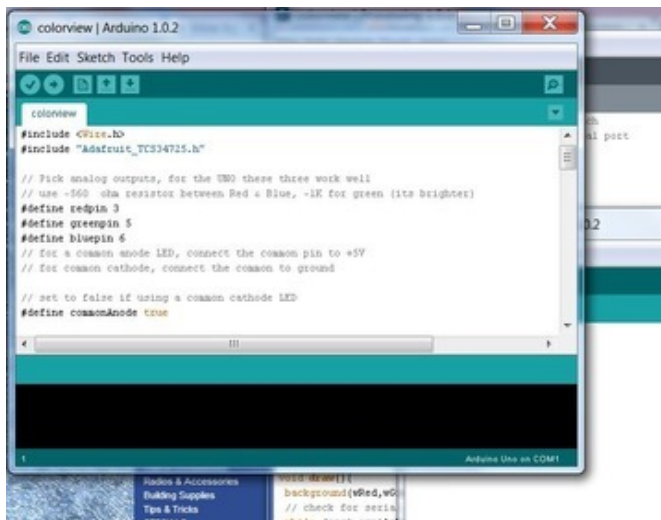 colorview | Arduino 1.0.2
File Edit Sketch Tools Help
colorview
#include <Wire.h>
#include "Adafruit_TCS34725.h"
// Pick analog outputs, for the UNO these three work well
// use ~560 ohm resistor between Red & Blue, ~1K for green (its brighter)
#define redpin 3
#define greenpin 5
#define bluepin 6
// for a common anode LED, connect the common pin to +5V
// for common cathode, connect the common to ground
// set to false if using a common cathode LED
#define commonAnode true
1
Arduino Uno on COM1
al port
Radios & Accessories
Building Supplies
Tips & Tricks
void draw(){
background(wRed,wG
// check for seria